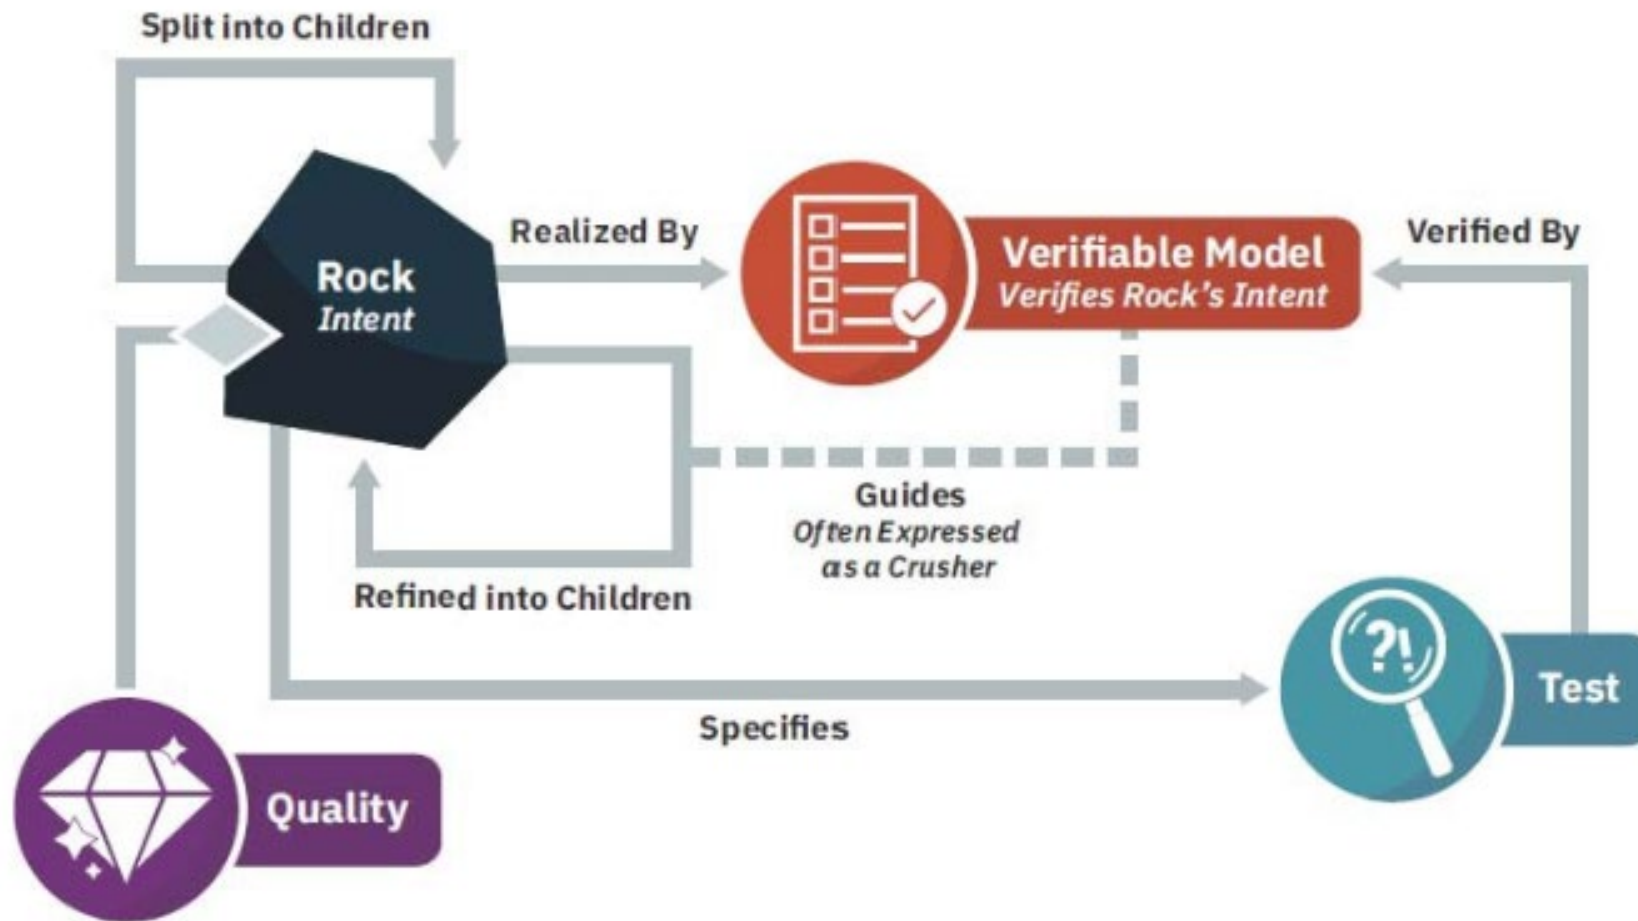 Split into Children
Rock
Intent
Realized By
Verifiable Model
Verifies Rock's Intent
Verified By
Guides
Often Expressed
as a Crusher
Refined into Children
?!
Test
Specifies
Quality